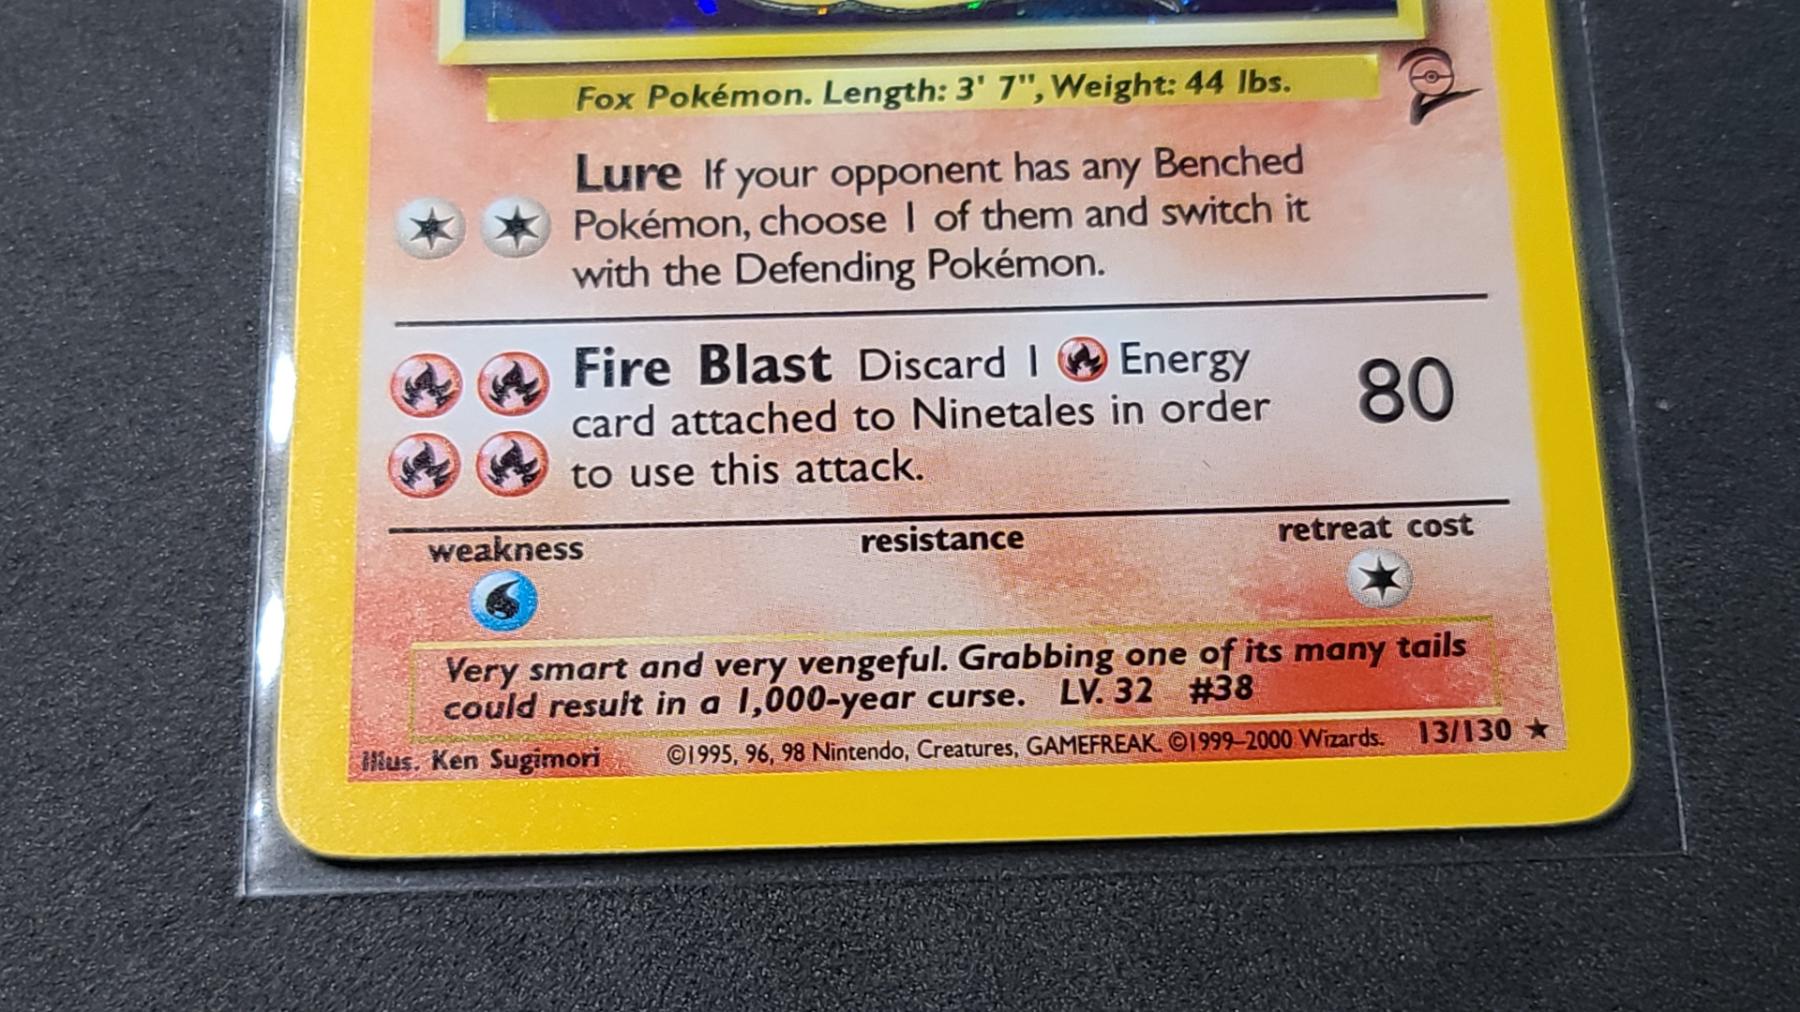 Fox Pokémon. Length: 3' 7", Weight: 44 lbs.
Lure If your opponent has any Benched
Pokémon, choose 1 of them and switch it
with the Defending Pokémon.
Fire Blast Discard 1 Energy
card attached to Ninetales in order
to use this attack.
80
weakness
resistance
retreat cost
Very smart and very vengeful. Grabbing one of its many tails
could result in a 1,000-year curse. LV. 32 #38
Illus. Ken Sugimori ©1995, 96, 98 Nintendo, Creatures, GAMEFREAK. ©1999–2000 Wizards. 13/130 ★